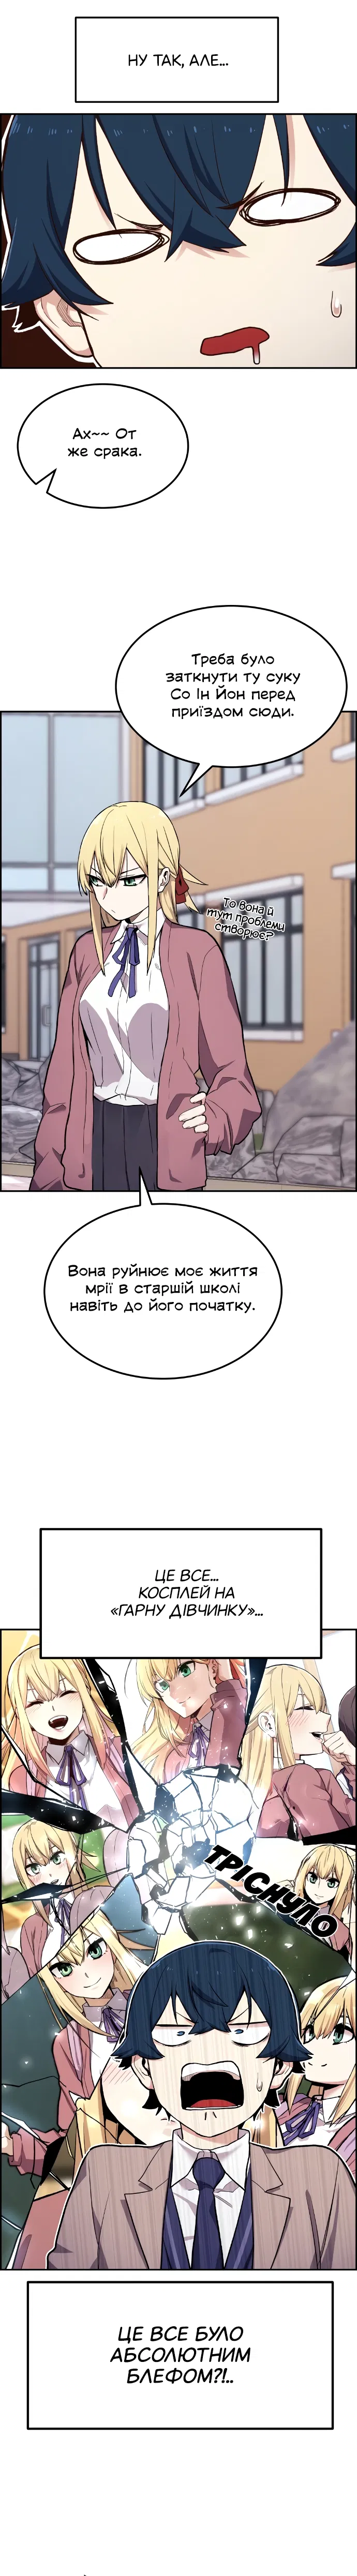 НУ ТАК, АЛЕ...
Ах~~ От
же срака.
Треба було
заткнути ту суку
Со Ін Йон перед
приїздом сюди.
То вона й
тут проблеми
створює?
Вона руйнює моє життя
мрії в старшій школі
навіть до його початку.
ЦЕ ВСЕ...
КОСПЛЕЙ НА
«ГАРНУ ДІВЧИНКУ»...
ТРІСНУЛО
ЦЕ ВСЕ БУЛО
АБСОЛЮТНИМ
БЛЕФОМ?!..